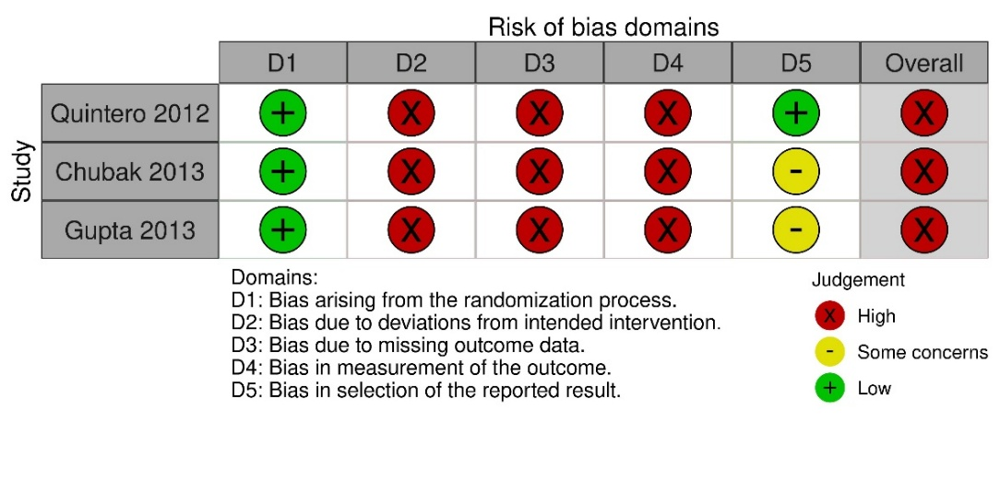 Risk of bias domains
D1 D2 D3 D4 D5 Overall
Study
Quintero 2012 + X X X + X
Chubak 2013 + X X X - X
Gupta 2013 + X X X - X
Domains:
D1: Bias arising from the randomization process.
D2: Bias due to deviations from intended intervention.
D3: Bias due to missing outcome data.
D4: Bias in measurement of the outcome.
D5: Bias in selection of the reported result.
Judgement
X High
- Some concerns
+ Low